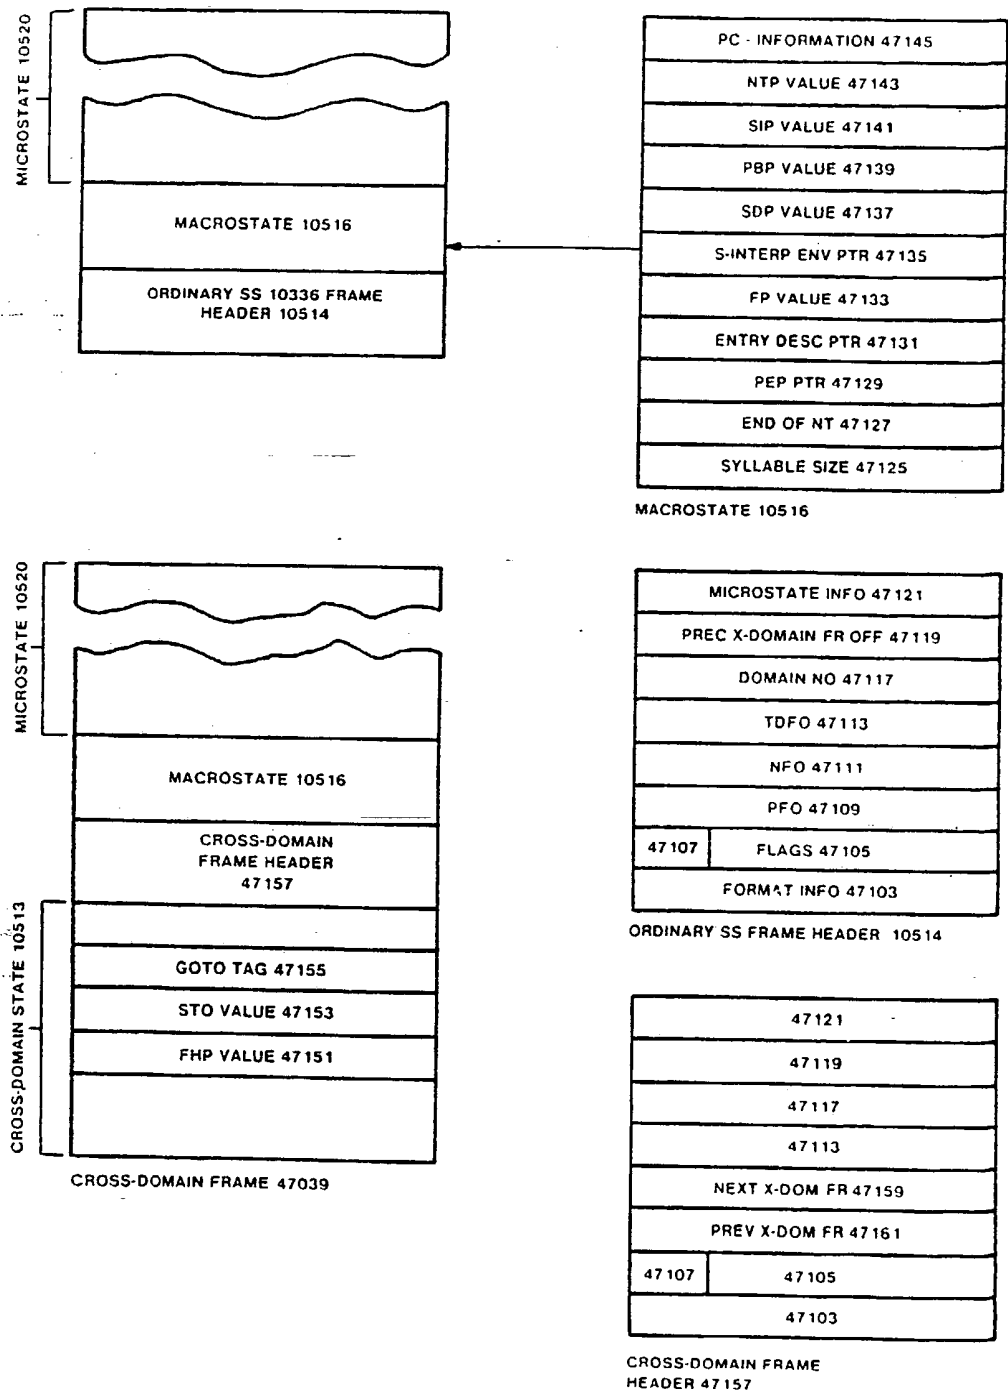 MICROSTATE 10520
MACROSTATE 10516
ORDINARY SS 10336 FRAME
HEADER 10514
PC - INFORMATION 47145
NTP VALUE 47143
SIP VALUE 47141
PBP VALUE 47139
SDP VALUE 47137
S-INTERP ENV PTR 47135
FP VALUE 47133
ENTRY DESC PTR 47131
PEP PTR 47129
END OF NT 47127
SYLLABLE SIZE 47125
MACROSTATE 10516
MICROSTATE 10520
MACROSTATE 10516
CROSS-DOMAIN
FRAME HEADER
47157
CROSS-DOMAIN STATE 10513
GOTO TAG 47155
STO VALUE 47153
FHP VALUE 47151
CROSS-DOMAIN FRAME 47039
MICROSTATE INFO 47121
PREC X-DOMAIN FR OFF 47119
DOMAIN NO 47117
TDFO 47113
NFO 47111
PFO 47109
47107 FLAGS 47105
FORMAT INFO 47103
ORDINARY SS FRAME HEADER 10514
47121
47119
47117
47113
NEXT X-DOM FR 47159
PREV X-DOM FR 47161
47107 47105
47103
CROSS-DOMAIN FRAME
HEADER 47157